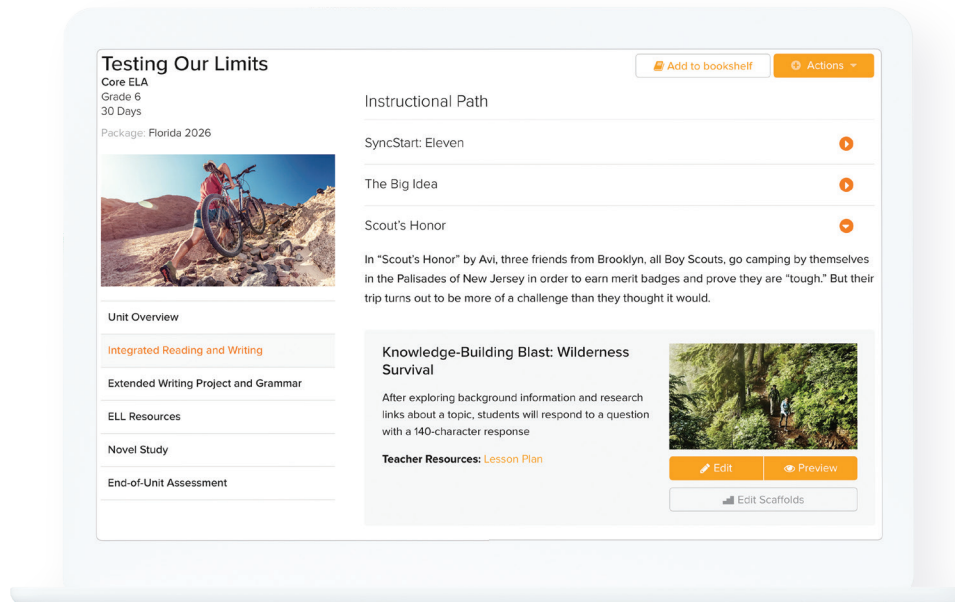 Testing Our Limits
Core ELA
Grade 6
30 Days
Package: Florida 2026
Unit Overview
Integrated Reading and Writing
Extended Writing Project and Grammar
ELL Resources
Novel Study
End-of-Unit Assessment
Add to bookshelf
Actions
Instructional Path
SyncStart: Eleven
The Big Idea
Scout's Honor
In “Scout's Honor” by Avi, three friends from Brooklyn, all Boy Scouts, go camping by themselves
in the Palisades of New Jersey in order to earn merit badges and prove they are “tough.” But their
trip turns out to be more of a challenge than they thought it would.
Knowledge-Building Blast: Wilderness
Survival
After exploring background information and research
links about a topic, students will respond to a question
with a 140-character response
Teacher Resources: Lesson Plan
Edit
Preview
Edit Scaffolds